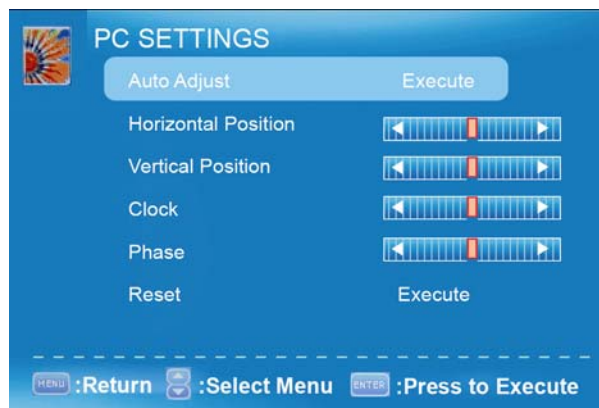 PC SETTINGS
Auto Adjust Execute
Horizontal Position
Vertical Position
Clock
Phase
Reset Execute
MENU :Return :Select Menu ENTER :Press to Execute